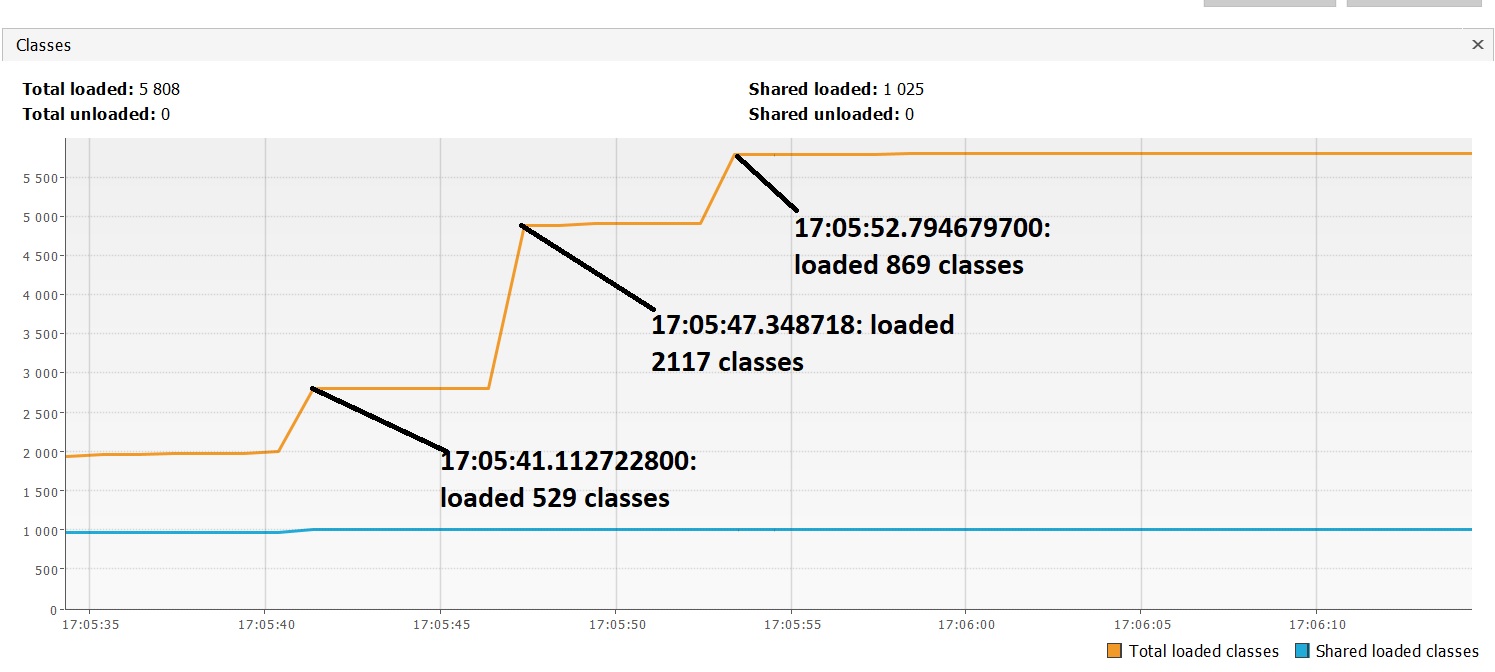 Classes
Total loaded: 5 808
Shared loaded: 1 025
Total unloaded: 0
Shared unloaded: 0
5 500
5 000
4 500
4 000
3 500
3 000
2 500
2 000
1 500
1 000
500
0
17:05:52.794679700:
loaded 869 classes
17:05:47.348718: loaded
2117 classes
17:05:41.112722800:
loaded 529 classes
17:05:35
17:05:40
17:05:45
17:05:50
17:05:55
17:06:00
17:06:05
17:06:10
Total loaded classes
Shared loaded classes